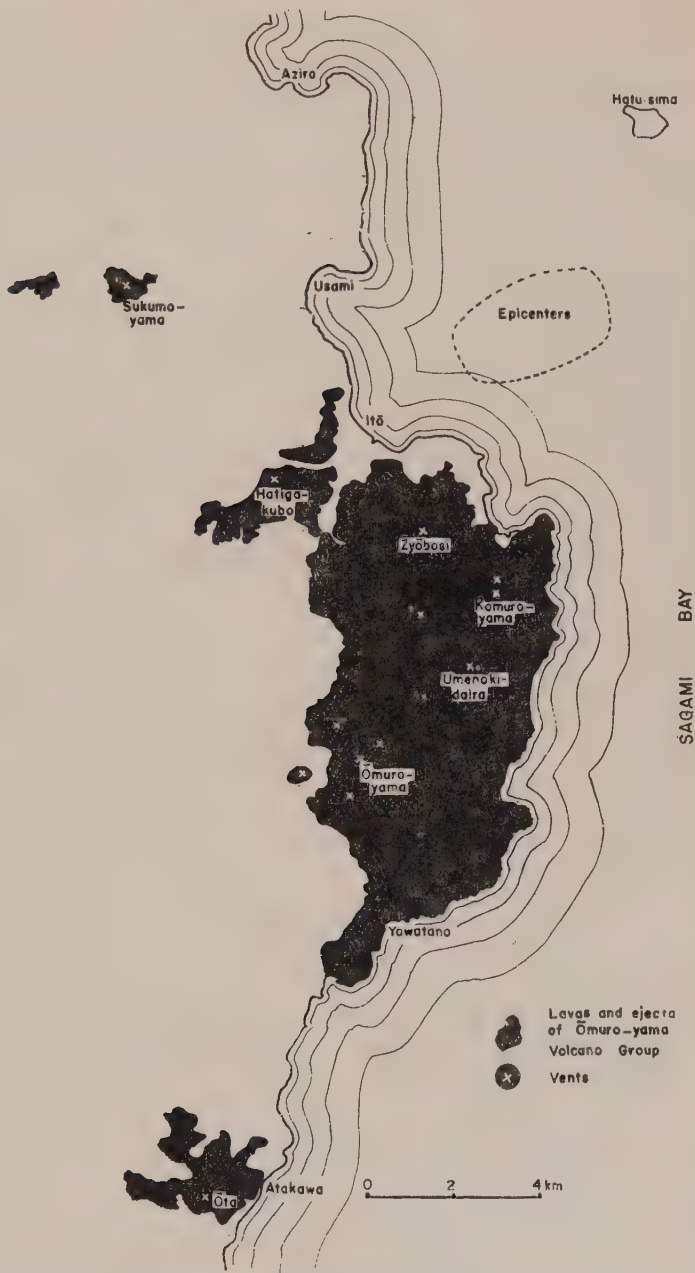 Aziro
Hatu-sima
Usami
Sukumo-
yama
Epicenters
Itō
Hatiga-
kubo
Zyōbosi
Komuro-
yama
Umenoki-
daira
Ōmuro-
yama
SAGAMI BAY
Yawatano
Lavas and ejecta
of Ōmuro-yama
Volcano Group
Vents
Atakawa
Ōta
0 2 4 km